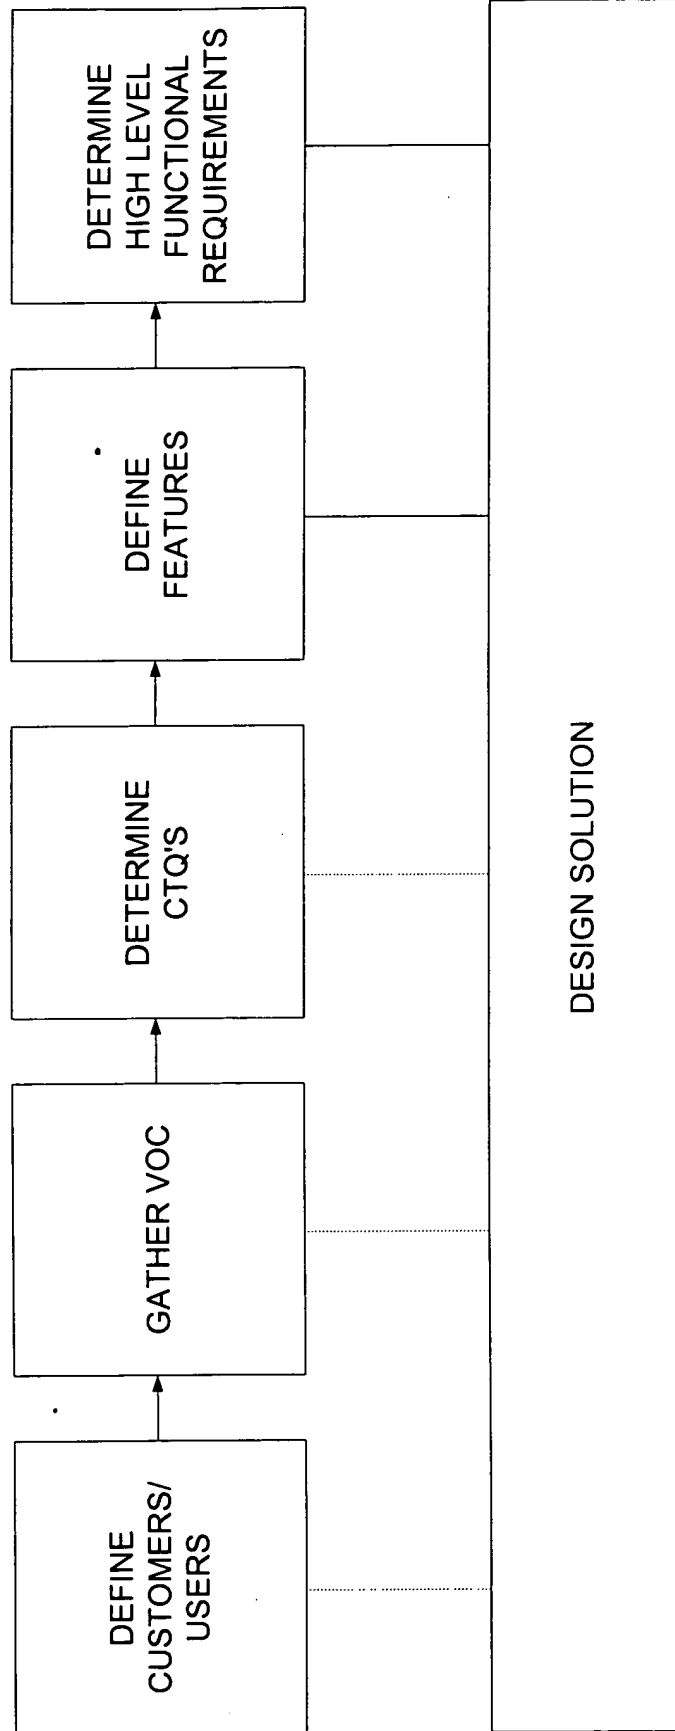 DEFINE
CUSTOMERS/
USERS
GATHER VOC
DETERMINE
CTQ'S
DEFINE
FEATURES
DETERMINE
HIGH LEVEL
FUNCTIONAL
REQUIREMENTS
DESIGN SOLUTION